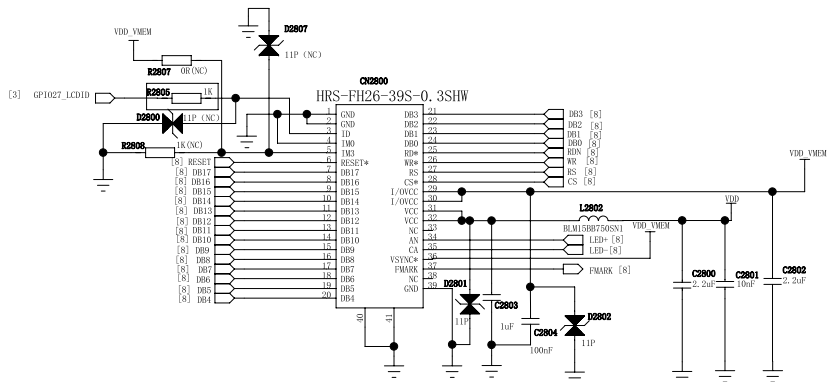 D2807
VDD_VMEM
11P (NC)
R2807
0R(NC)
CN2800
HRS-FH26-39S-0.3SHW
[3] GPIO27_LCDID
R2805
1K
D2800
11P (NC)
R2808
1K(NC)
1 GND
2 GND
3 ID
4 IM0
5 IM3
[8] RESET 6 RESET*
[8] DB17 7 DB17
[8] DB16 8 DB16
[8] DB15 9 DB15
[8] DB14 10 DB14
[8] DB13 11 DB13
[8] DB12 12 DB12
[8] DB11 13 DB11
[8] DB10 14 DB10
[8] DB9 15 DB9
[8] DB8 16 DB8
[8] DB7 17 DB7
[8] DB6 18 DB6
[8] DB5 19 DB5
[8] DB4 20 DB4
DB3 21 DB3 [8]
DB2 22 DB2 [8]
DB1 23 DB1 [8]
DB0 24 DB0 [8]
RD* 25 RDN [8]
WR* 26 WR [8]
RS 27 RS [8]
CS* 28 CS [8]
I/OVCC 29
I/OVCC 30
VCC 31
VCC 32
NC 33
AN 34 LED+ [8]
CA 35 LED-[8]
VSYNC* 36
FMARK 37 FMARK [8]
NC 38
GND 39
40
41
VDD_VMEM
L2802
VDD
BLM15BB750SN1
VDD_VMEM
D2801
11P
C2803
1uF
C2804
100nF
D2802
11P
C2800
2.2uF
C2801
10nF
C2802
2.2uF